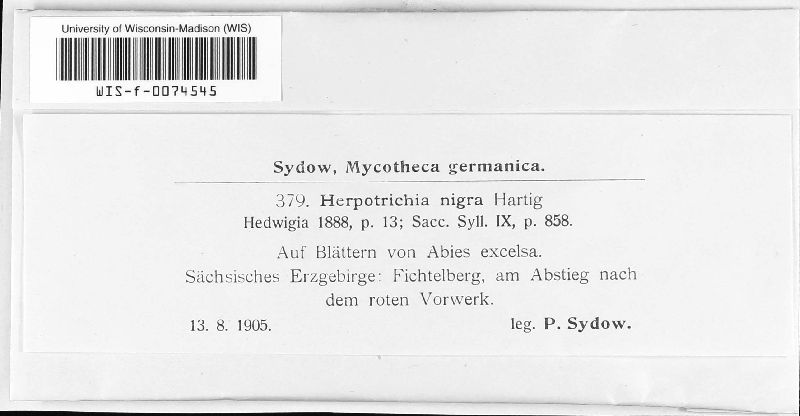 University of Wisconsin-Madison (WIS)
WIS-f-0074545
Sydow, Mycotheca germanica.
379. Herpotrichia nigra Hartig
Hedwigia 1888, p. 13; Sacc. Syll. IX, p. 858.
Auf Blättern von Abies excelsa.
Sächsisches Erzgebirge: Fichtelberg, am Abstieg nach
dem roten Vorwerk.
13. 8. 1905. leg. P. Sydow.